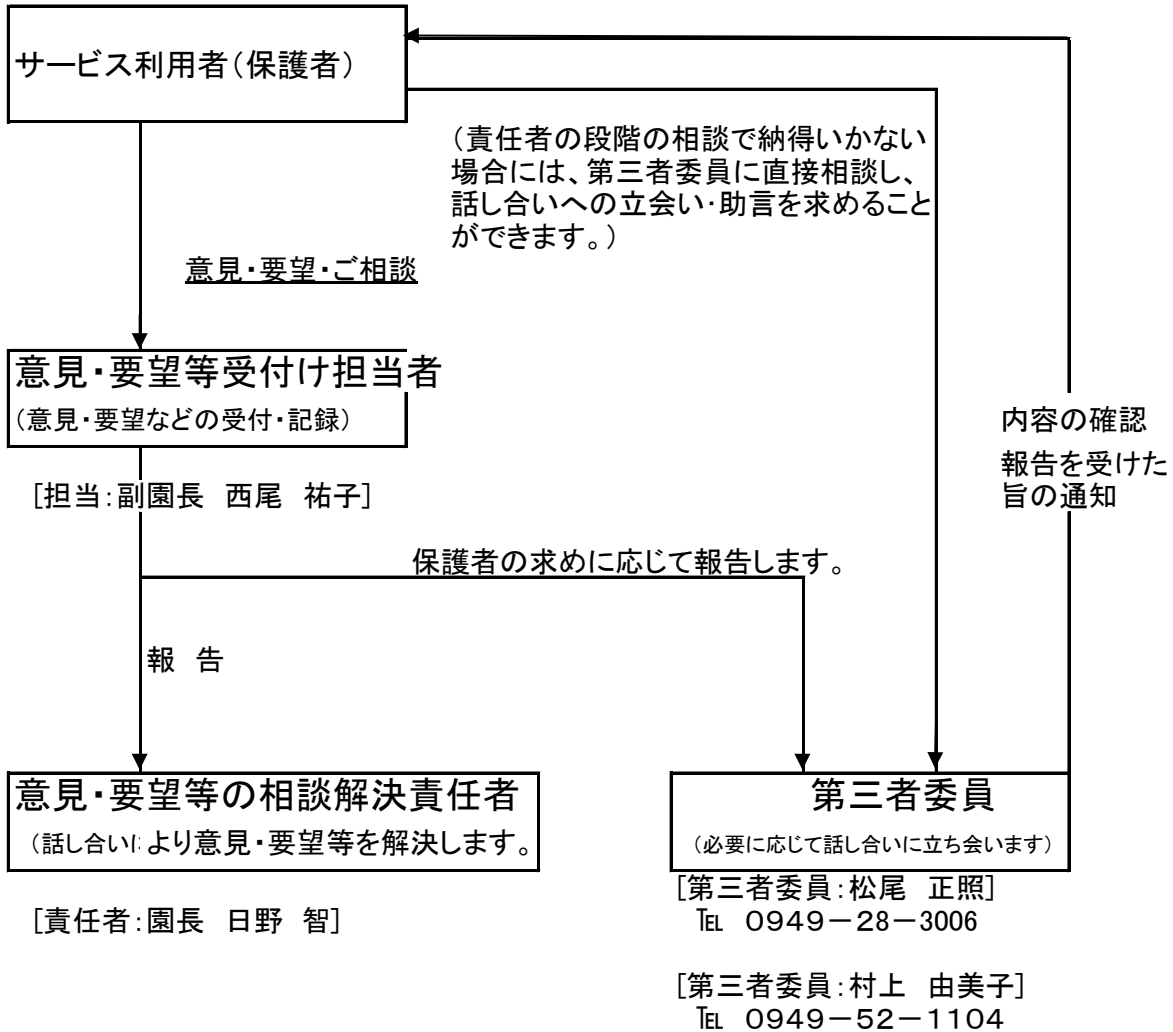 サービス利用者（保護者）
（責任者の段階の相談で納得いかない
場合には、第三者委員に直接相談し、
話し合いへの立会い・助言を求めること
ができます。）
意見・要望・ご相談
意見・要望等受付け担当者
（意見・要望などの受付・記録）
［担当：副園長　西尾　祐子］
内容の確認
報告を受けた
旨の通知
保護者の求めに応じて報告します。
報　告
意見・要望等の相談解決責任者
（話し合いにより意見・要望等を解決します。
［責任者：園長　日野　智］
第三者委員
（必要に応じて話し合いに立ち会います）
［第三者委員：松尾　正照］
℡　０９４９－２８－３００６
［第三者委員：村上　由美子］
℡　０９４９－５２－１１０４